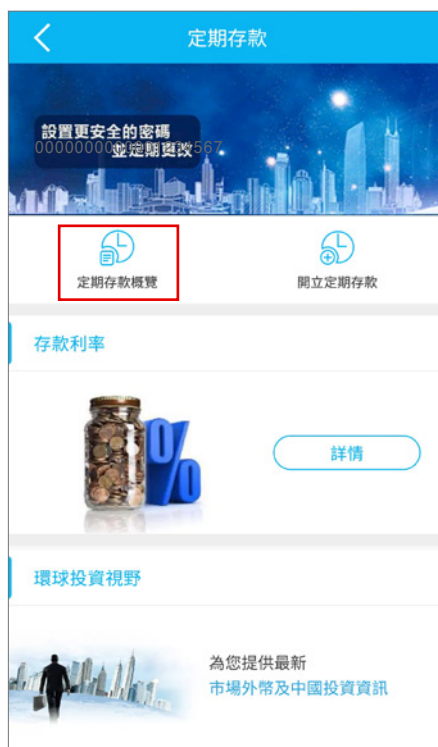 定期存款
設置更安全的密碼
並定期更改
定期存款概覽
開立定期存款
存款利率
詳情
環球投資視野
為您提供最新
市場外幣及中國投資資訊